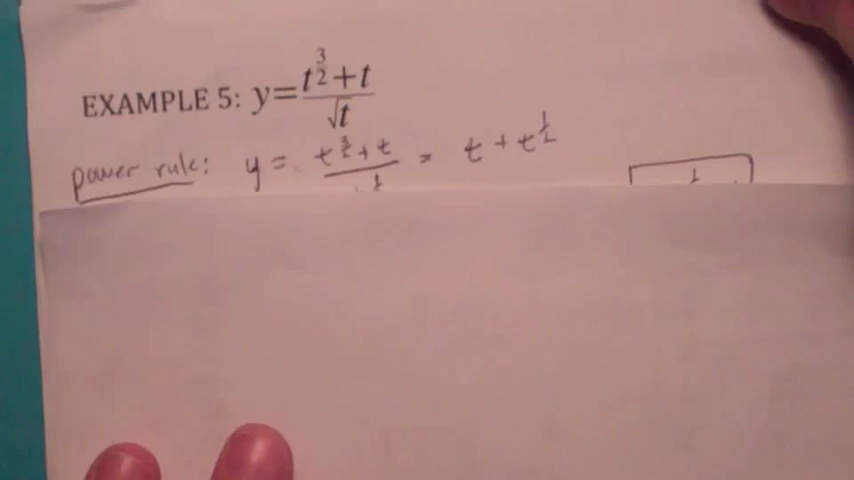 EXAMPLE 5: y=t^{3/2}+t/√t
power rule: y = t^{3/2}+t/t^{1/2} = t + t^{1/2}